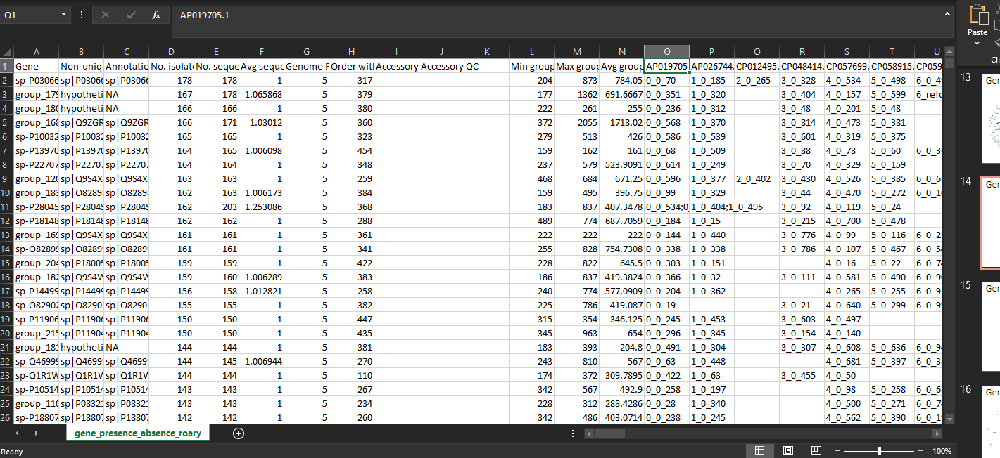 O1 fx AP019705.1
Paste
A B C D E F G H I J K L M N O P Q R S T U
1 Gene Non-uniqu Annotatio No. isolate No. seque Avg seque Genome F Order wit Accessory Accessory QC Min group Max group Avg group AP019705 AP026744. CP012495. CP048414. CP057699. CP058915. CP059
2 sp-P03066 sp|P03066 sp|P03066 178 178 1 5 317 204 873 784.05 0_0_70 1_0_185 2_0_265 3_0_328 4_0_534 5_0_498 6_0_4
3 group_179 hypotheti NA 167 177 1.065868 5 379 177 1362 691.6667 0_0_351 1_0_320 3_0_404 4_0_157 5_0_599 6_refo
4 group_180 hypotheti NA 166 166 1 5 380 222 261 255 0_0_236 1_0_312 3_0_48 4_0_201 5_0_48
5 group_168 sp|Q9ZGR sp|Q9ZGR 166 171 1.03012 5 360 372 2055 1718.02 0_0_568 1_0_370 3_0_814 4_0_473 5_0_381
6 sp-P10032 sp|P10032 sp|P10032 165 165 1 5 323 279 513 426 0_0_586 1_0_539 3_0_601 4_0_319 5_0_375
7 sp-P13970 sp|P13970 sp|P13970 164 165 1.006098 5 454 159 162 161 0_0_68 1_0_509 3_0_88 4_0_78 5_0_60 6_0_3
8 sp-P22707 sp|P22707 sp|P22707 164 164 1 5 348 237 579 523.9091 0_0_614 1_0_249 3_0_70 4_0_329 5_0_159
9 group_120 sp|Q9S4X sp|Q9S4X 163 163 1 5 259 468 684 671.25 0_0_596 1_0_377 2_0_402 3_0_430 4_0_526 5_0_385 6_0_6
10 group_183 sp|O82898 sp|O82898 162 163 1.006173 5 384 159 495 396.75 0_0_99 1_0_329 3_0_44 4_0_470 5_0_272 6_0_1
11 sp-P28045 sp|P28045 sp|P28045 162 203 1.253086 5 368 183 837 407.3478 0_0_534;0 1_0_404;1_0_495 3_0_92 4_0_119 5_0_24
12 sp-P18148 sp|P18148 sp|P18148 162 162 1 5 288 489 774 687.7059 0_0_184 1_0_15 3_0_215 4_0_700 5_0_478
13 group_169 sp|Q9S4X sp|Q9S4X 161 161 1 5 361 222 222 222 0_0_144 1_0_440 3_0_776 4_0_99 5_0_116 6_0_2
14 sp-O82899 sp|O82899 sp|O82899 161 161 1 5 341 255 828 754.7308 0_0_338 1_0_338 3_0_786 4_0_107 5_0_467 6_0_5
15 group_204 sp|P18005 sp|P18005 159 159 1 5 422 228 822 645.5 0_0_303 1_0_151 4_0_16 5_0_22 6_0_7
16 group_182 sp|Q9S4W sp|Q9S4W 159 160 1.006289 5 383 186 837 419.3824 0_0_366 1_0_32 3_0_111 4_0_581 5_0_490 6_0_9
17 sp-P14499 sp|P14499 sp|P14499 156 158 1.012821 5 258 240 774 577.0909 0_0_204 1_0_362 4_0_265 5_0_255 6_0_9
18 sp-O82902 sp|O82902 sp|O82902 155 155 1 5 382 225 786 419.087 0_0_19 3_0_21 4_0_640 5_0_299 6_0_9
19 sp-P11906 sp|P11906 sp|P11906 150 150 1 5 447 315 354 346.125 0_0_245 1_0_453 3_0_603 4_0_497
20 group_215 sp|P11904 sp|P11904 150 150 1 5 435 345 963 654 0_0_296 1_0_345 3_0_154 4_0_140
21 group_181 hypotheti NA 144 144 1 5 381 183 393 204.8 0_0_491 1_0_304 3_0_307 4_0_608 5_0_636 6_0_9
22 sp-Q46995 sp|Q46995 sp|Q46995 144 145 1.006944 5 270 243 810 567 0_0_63 1_0_448 4_0_681 5_0_397 6_0_3
23 sp-Q1R1W sp|Q1R1W sp|Q1R1W 144 144 1 5 110 174 372 309.7895 0_0_422 1_0_63 3_0_455 4_0_50
24 sp-P10514 sp|P10514 sp|P10514 143 143 1 5 267 342 567 492.9 0_0_258 1_0_197 4_0_98 5_0_258 6_0_6
25 group_110 sp|P08321 sp|P08321 143 143 1 5 234 228 312 288.4286 0_0_28 1_0_340 4_0_500 5_0_271 6_0_7
26 sp-P18807 sp|P18807 sp|P18807 142 142 1 5 260 342 486 403.0714 0_0_238 1_0_245 4_0_562 5_0_390 6_0_1
gene_presence_absence_roary
Ready 100%
Cli
13 Ger
14 Ger
15 Ger
16 Ger